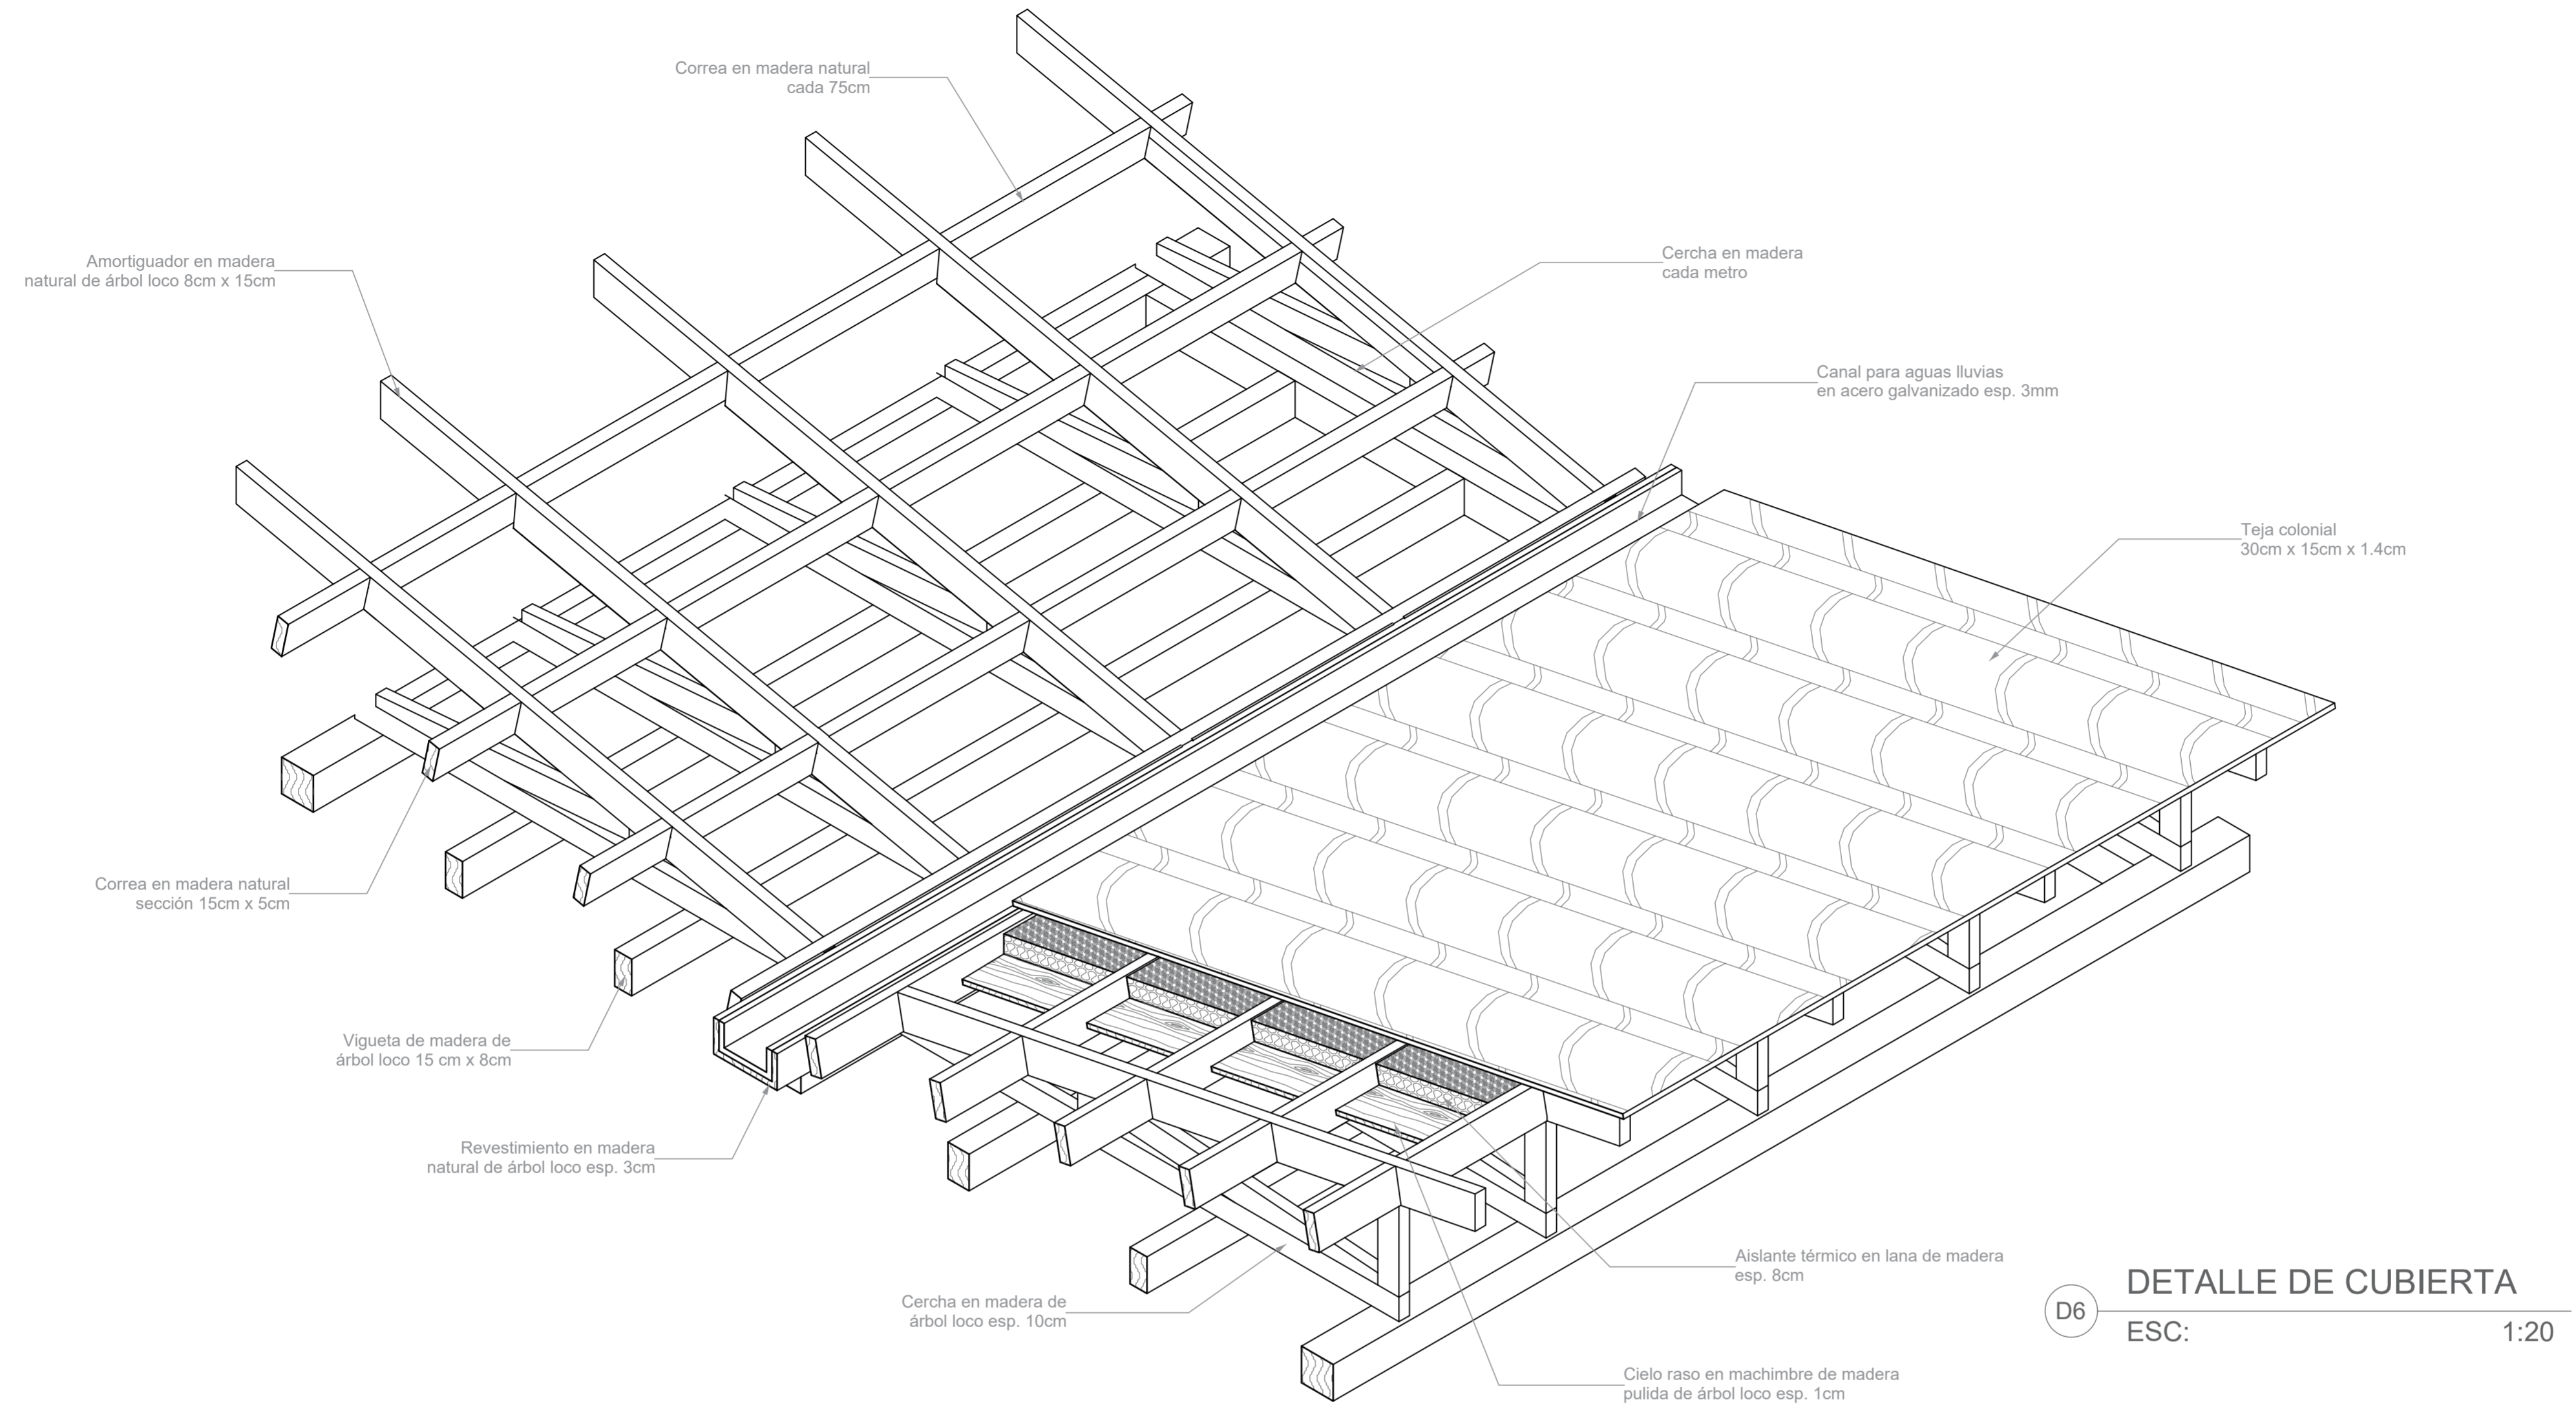 Correa en madera natural
cada 75cm
Amortiguador en madera
natural de árbol loco 8cm x 15cm
Cercha en madera
cada metro
Canal para aguas lluvias
en acero galvanizado esp. 3mm
Teja colonial
30cm x 15cm x 1.4cm
Correa en madera natural
sección 15cm x 5cm
Vigueta de madera de
árbol loco 15 cm x 8cm
Revestimiento en madera
natural de árbol loco esp. 3cm
Aislante térmico en lana de madera
esp. 8cm
Cercha en madera de
árbol loco esp. 10cm
Cielo raso en machimbre de madera
pulida de árbol loco esp. 1cm
D6
DETALLE DE CUBIERTA
ESC: 1:20